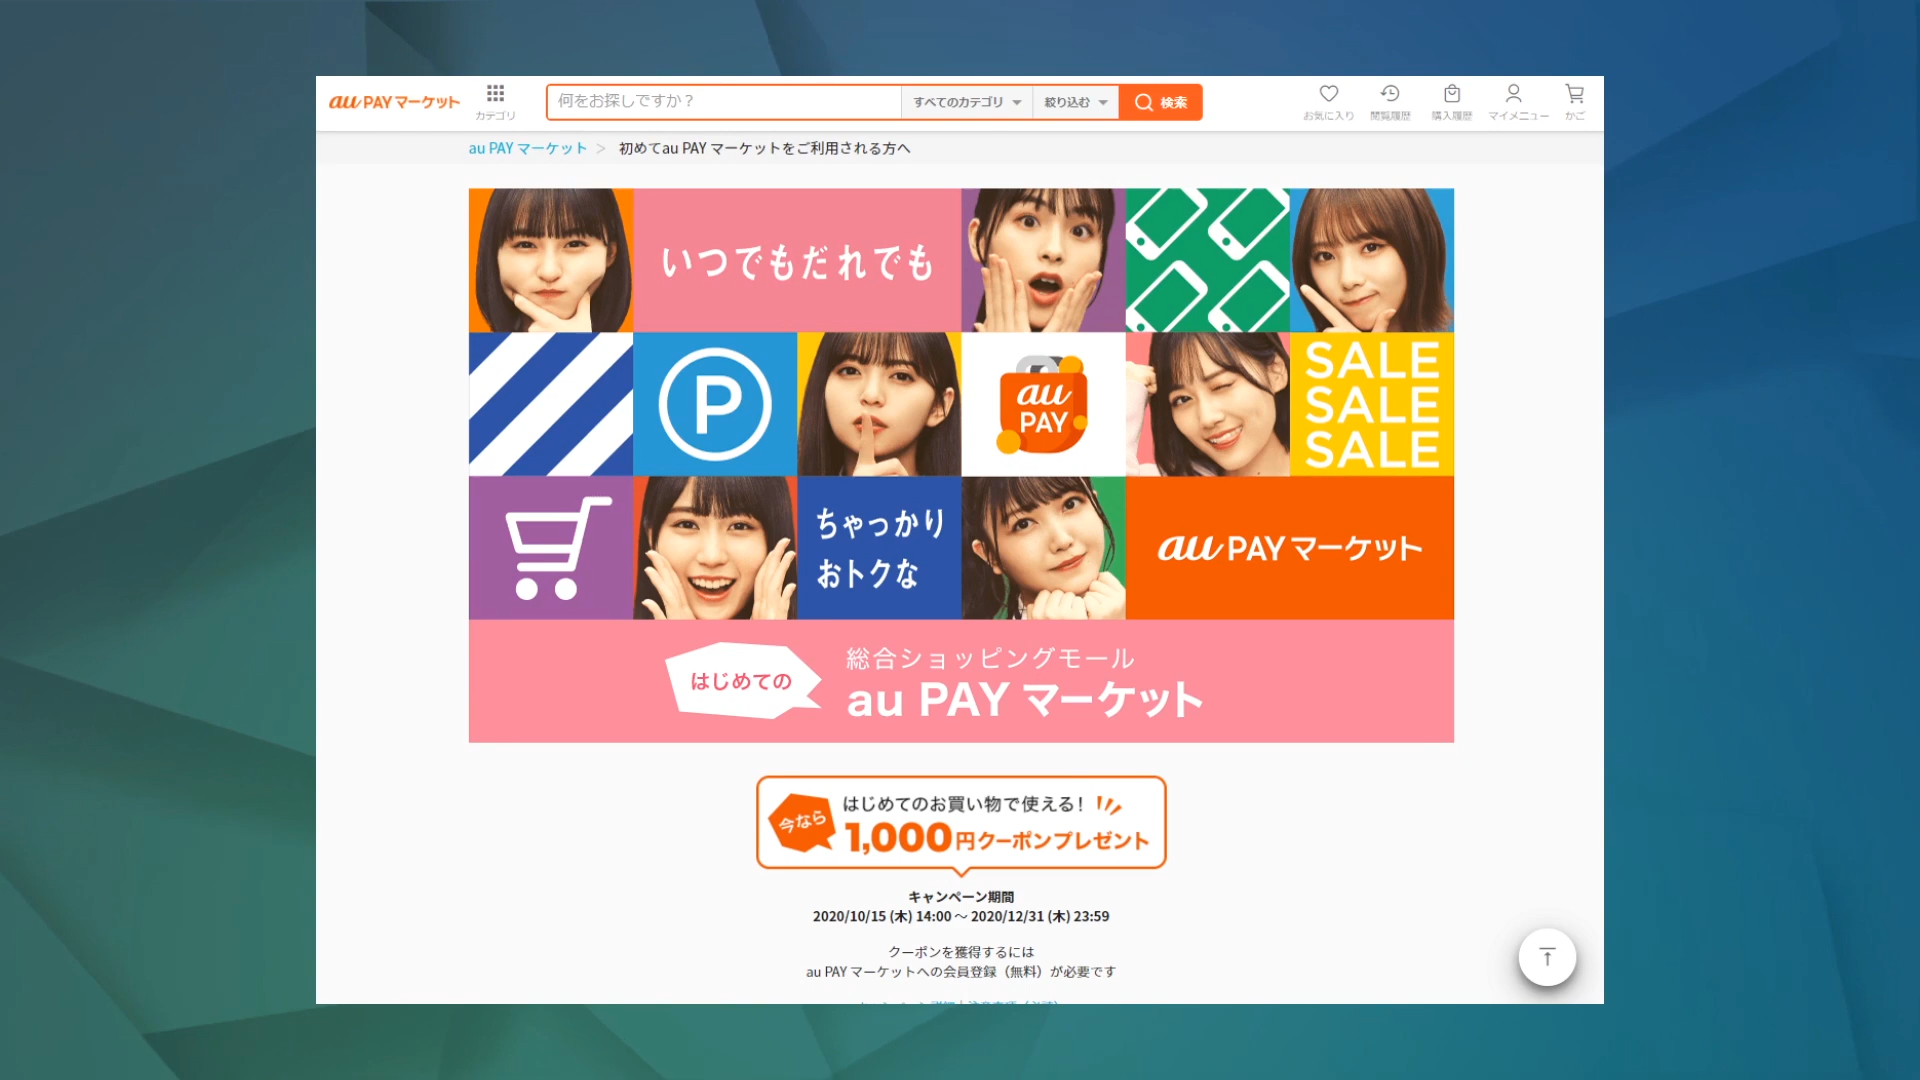 au PAY マーケット
カテゴリ
何をお探しですか？
すべてのカテゴリ
絞り込む
検索
お気に入り
閲覧履歴
購入履歴
マイメニュー
かご
au PAY マーケット > 初めてau PAY マーケットをご利用される方へ
いつでもだれでも
P
au
PAY
SALE
SALE
SALE
ちゃっかり
おトクな
au PAY マーケット
はじめての
総合ショッピングモール
au PAY マーケット
今なら
はじめてのお買い物で使える！
1,000円クーポンプレゼント
キャンペーン期間
2020/10/15 (木) 14:00 ～ 2020/12/31 (木) 23:59
クーポンを獲得するには
au PAY マーケットへの会員登録（無料）が必要です